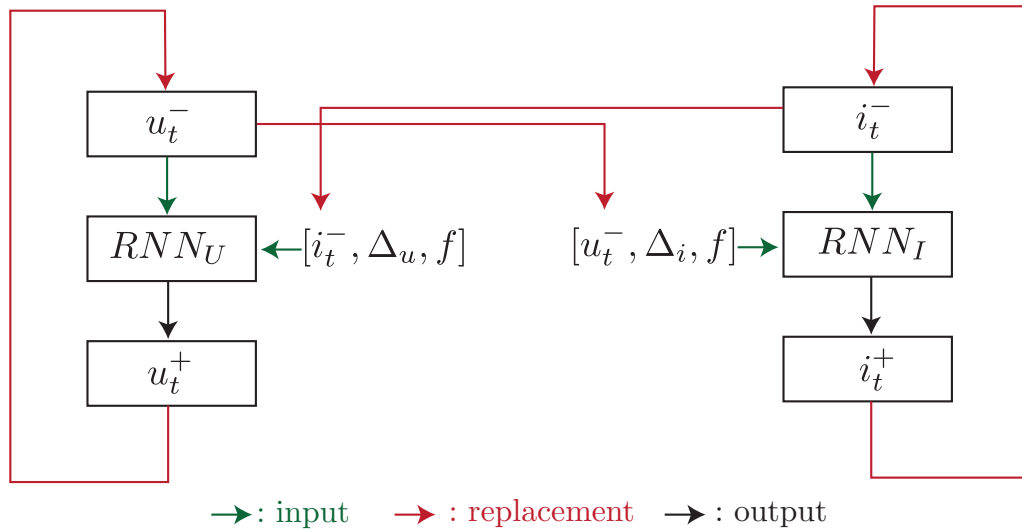 u_t^-
i_t^-
RNN_U
[i_t^-, Δ_u, f]
[u_t^-, Δ_i, f]
RNN_I
u_t^+
i_t^+
: input
: replacement
: output